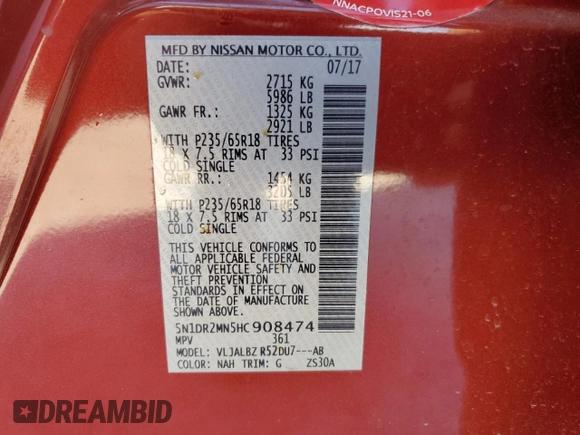 NNACPOVIS21-06
MFD BY NISSAN MOTOR CO., LTD.
DATE: 07/17
GVWR: 2715 KG
5986 LB
GAWR FR.: 1325 KG
2921 LB
WITH P235/65R18 TIRES
18 X 7.5 RIMS AT 33 PSI
COLD SINGLE
GAWR RR.: 1454 KG
3205 LB
WITH P235/65R18 TIRES
18 X 7.5 RIMS AT 33 PSI
COLD SINGLE
THIS VEHICLE CONFORMS TO
ALL APPLICABLE FEDERAL
MOTOR VEHICLE SAFETY AND
THEFT PREVENTION
STANDARDS IN EFFECT ON
THE DATE OF MANUFACTURE
SHOWN ABOVE.
5N1DR2MN5HC908474
MPV 361
MODEL: VLJALBZ R52DU7---AB
COLOR: NAH TRIM: G ZS30A
DREAMBID